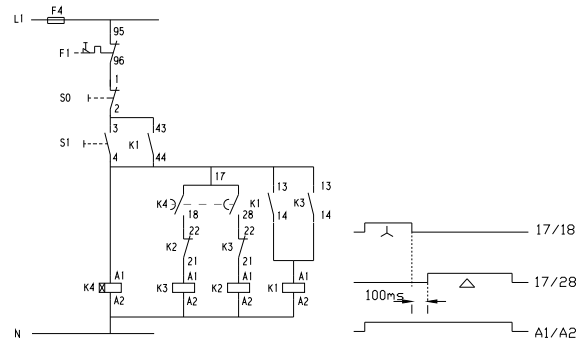 F4
L1
95
F1
96
1
S0
2
3 43
S1 K1
4 44
17
13 13
K4 K1 K3
18 28 14 14
22 22
K2 K3
21 21
A1 A1 A1 A1
K4 K3 K2 K1
A2 A2 A2 A2
N
17/18
17/28
100ms
A1/A2